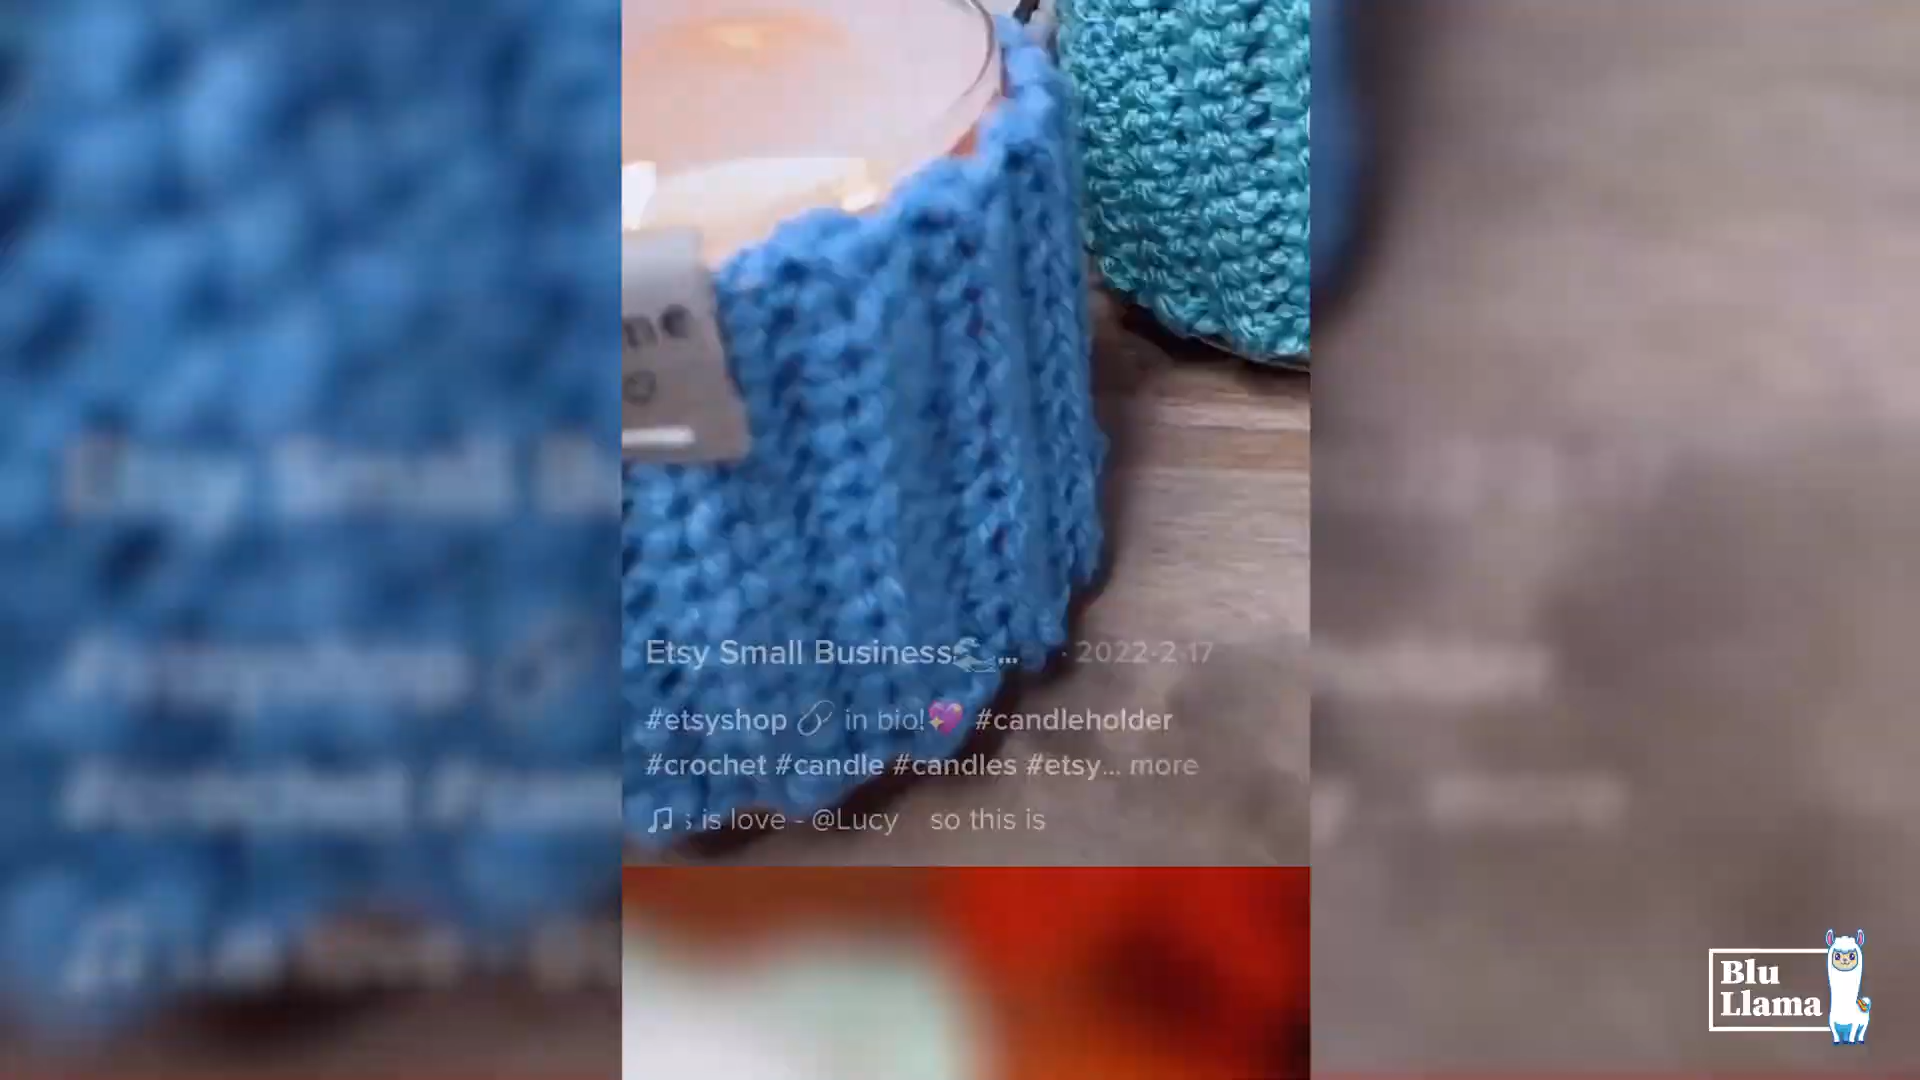 ne
Etsy Small Business🌊... · 2022-2-17
#etsyshop 🔗 in bio!💖 #candleholder
#crochet #candle #candles #etsy... more
s is love - @Lucy so this is
Blu
Llama